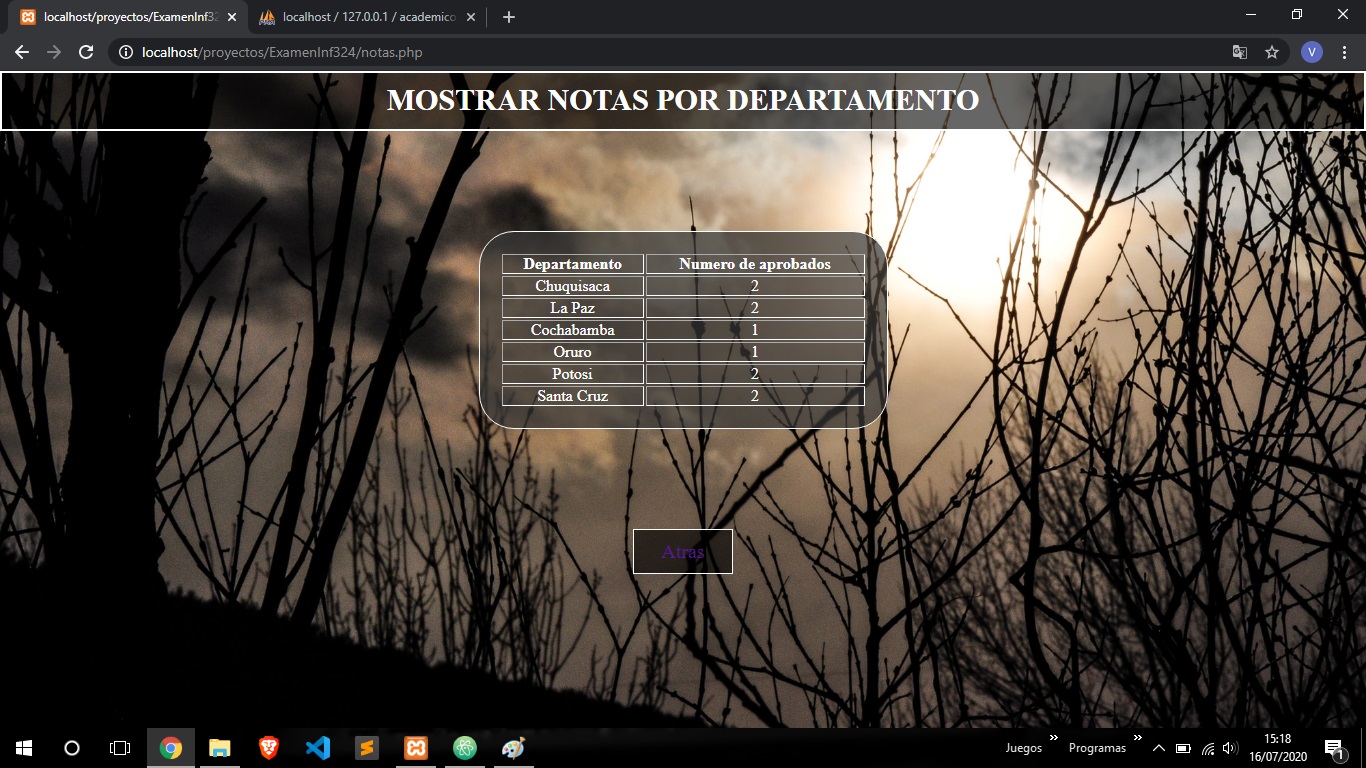 localhost/proyectos/ExamenInf32
localhost / 127.0.0.1 / academico
localhost/proyectos/ExamenInf324/notas.php
V
MOSTRAR NOTAS POR DEPARTAMENTO
Departamento Numero de aprobados
Chuquisaca 2
La Paz 2
Cochabamba 1
Oruro 1
Potosi 2
Santa Cruz 2
Atras
Juegos » Programas »
15:18
16/07/2020
1